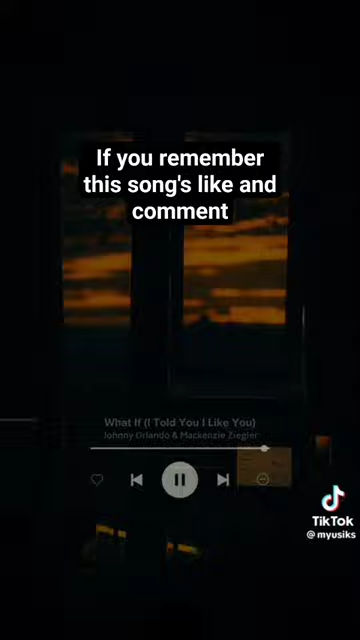 If you remember
this song's like and
comment
What If (I Told You I Like You)
Johnny Orlando & Mackenzie Ziegler
TikTok
@myusiks